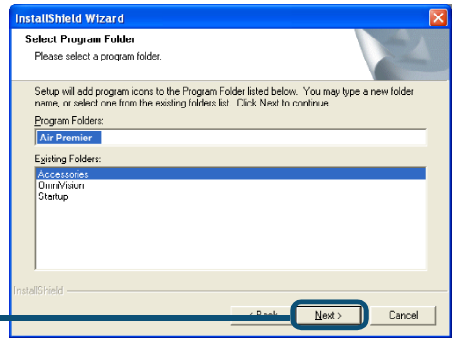 InstallShield Wizard
Select Program Folder
Please select a program folder.
Setup will add program icons to the Program Folder listed below. You may type a new folder
name, or select one from the existing folders list. Click Next to continue.
Program Folders:
Air Premier
Existing Folders:
Accessories
OmniVision
Startup
InstallShield
< Back
Next >
Cancel